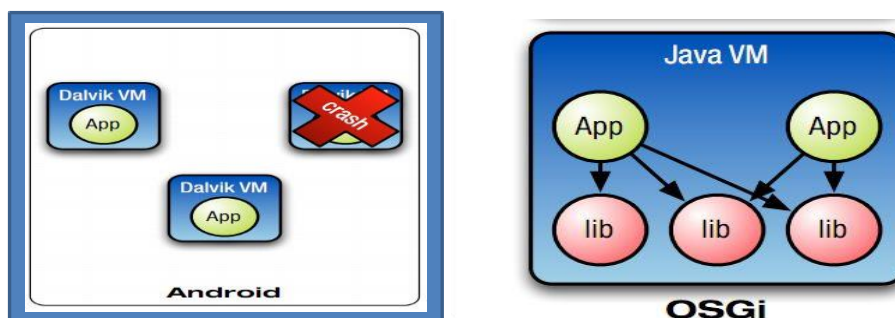 Dalvik VM
App
crash
Dalvik VM
App
Android
Java VM
App
App
lib
lib
lib
OSGi